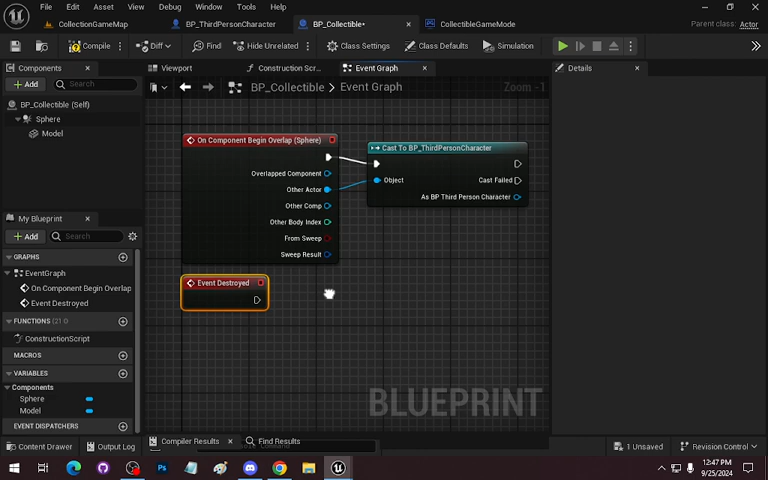 File Edit Asset View Debug Window Tools Help
CollectionGameMap BP_ThirdPersonCharacter BP_Collectible* CollectibleGameMode Parent class: Actor
Compile Diff Find Hide Unrelated Class Settings Class Defaults Simulation
Components Viewport Construction Scr... Event Graph Details
Add Search BP_Collectible > Event Graph Zoom -1
BP_Collectible (Self)
Sphere
Model
On Component Begin Overlap (Sphere)
Overlapped Component
Other Actor
Other Comp
Other Body Index
From Sweep
Sweep Result
Cast To BP_ThirdPersonCharacter
Object Cast Failed
As BP Third Person Character
Event Destroyed
My Blueprint
Add Search
GRAPHS
EventGraph
On Component Begin Overlap
Event Destroyed
FUNCTIONS (21 O
ConstructionScript
MACROS
VARIABLES
Components
Sphere
Model
EVENT DISPATCHERS
BLUEPRINT
Content Drawer Output Log Compiler Results Find Results 1 Unsaved Revision Control
12:47 PM
9/25/2024